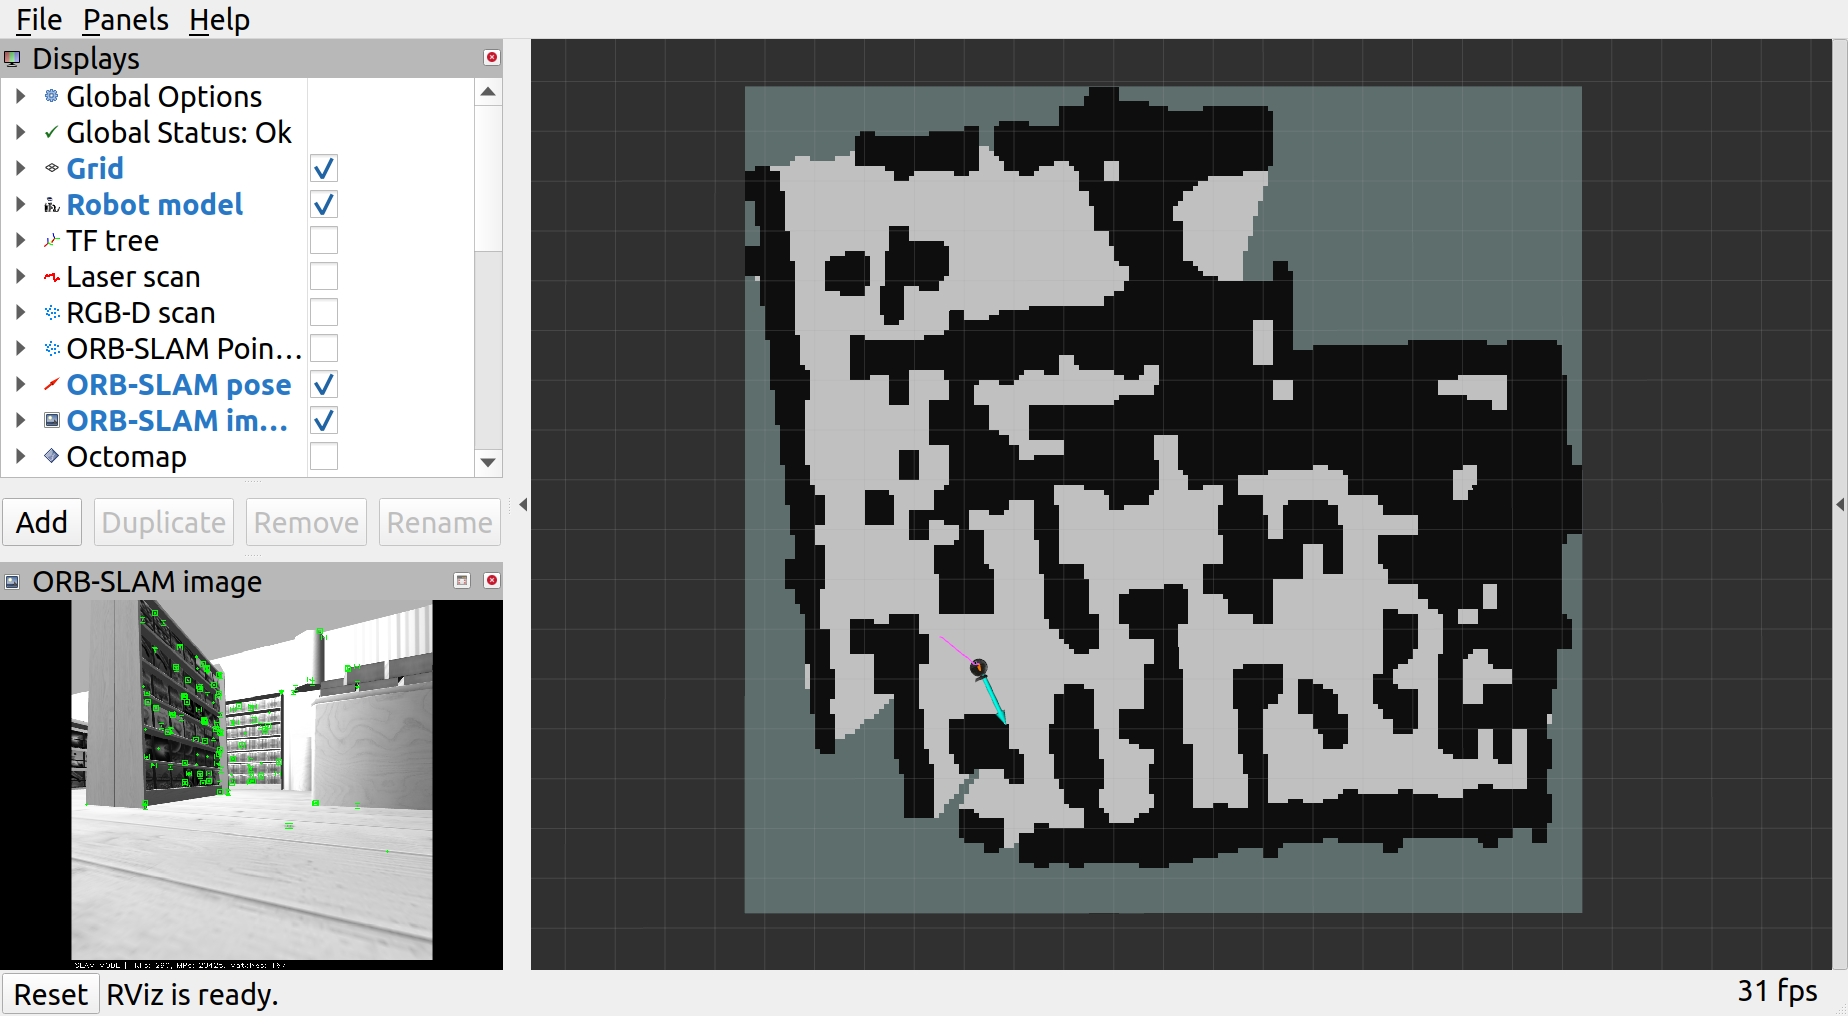 File Panels Help
Displays
Global Options
Global Status: Ok
Grid
Robot model
TF tree
Laser scan
RGB-D scan
ORB-SLAM Poin...
ORB-SLAM pose
ORB-SLAM im...
Octomap
Add Duplicate Remove Rename
ORB-SLAM image
SLAM MODE |
Reset RViz is ready.
31 fps